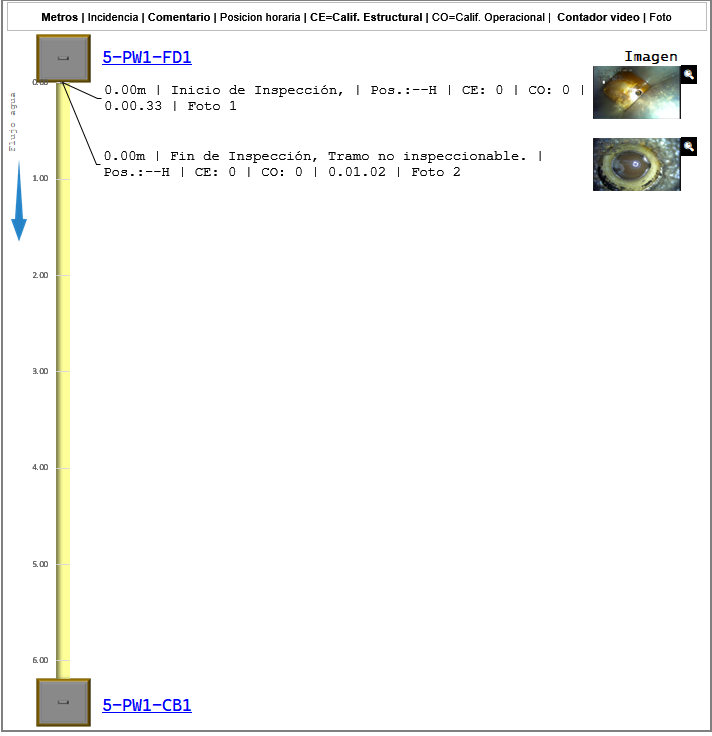 Metros | Incidencia | Comentario | Posicion horaria | CE=Calif. Estructural | CO=Calif. Operacional | Contador video | Foto
5-PW1-FD1
Imagen
0.00
0.00m | Inicio de Inspección, | Pos.:--H | CE: 0 | CO: 0 |
0.00.33 | Foto 1
Flujo agua
0.00m | Fin de Inspección, Tramo no inspeccionable. |
Pos.:--H | CE: 0 | CO: 0 | 0.01.02 | Foto 2
1.00
2.00
3.00
4.00
5.00
6.00
5-PW1-CB1